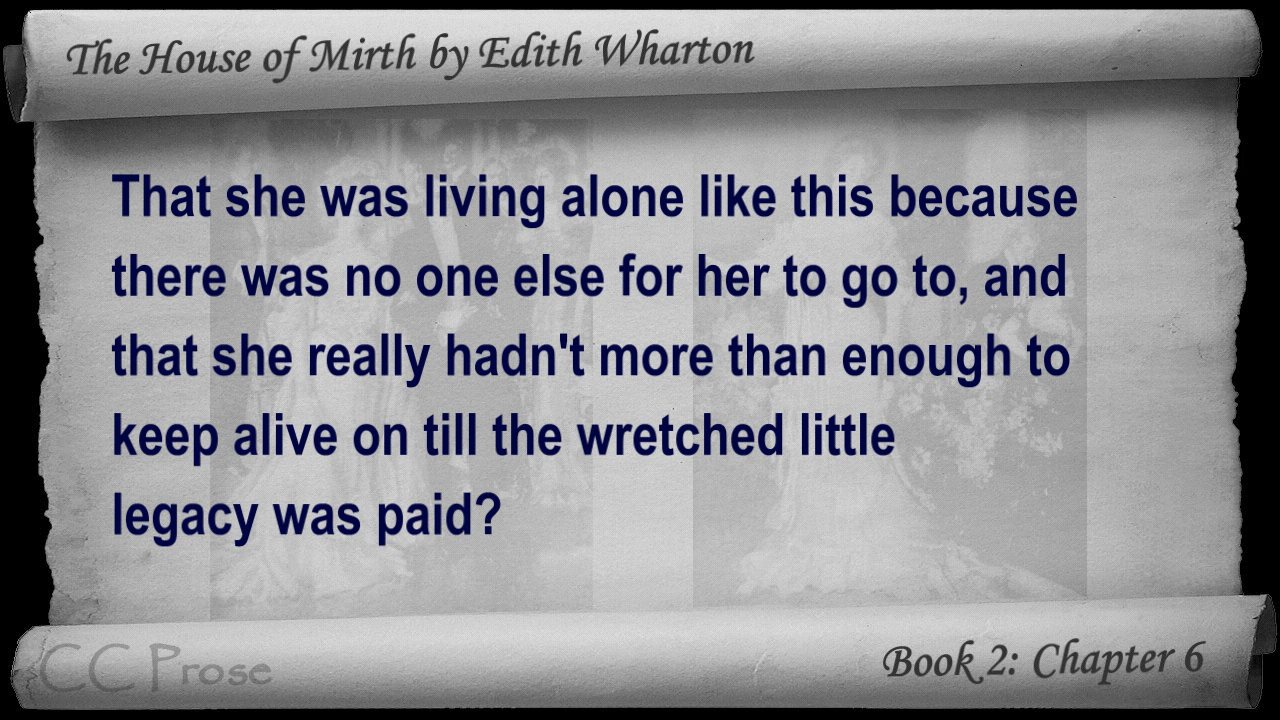 The House of Mirth by Edith Wharton
That she was living alone like this because
there was no one else for her to go to, and
that she really hadn't more than enough to
keep alive on till the wretched little
legacy was paid?
CC Prose
Book 2: Chapter 6